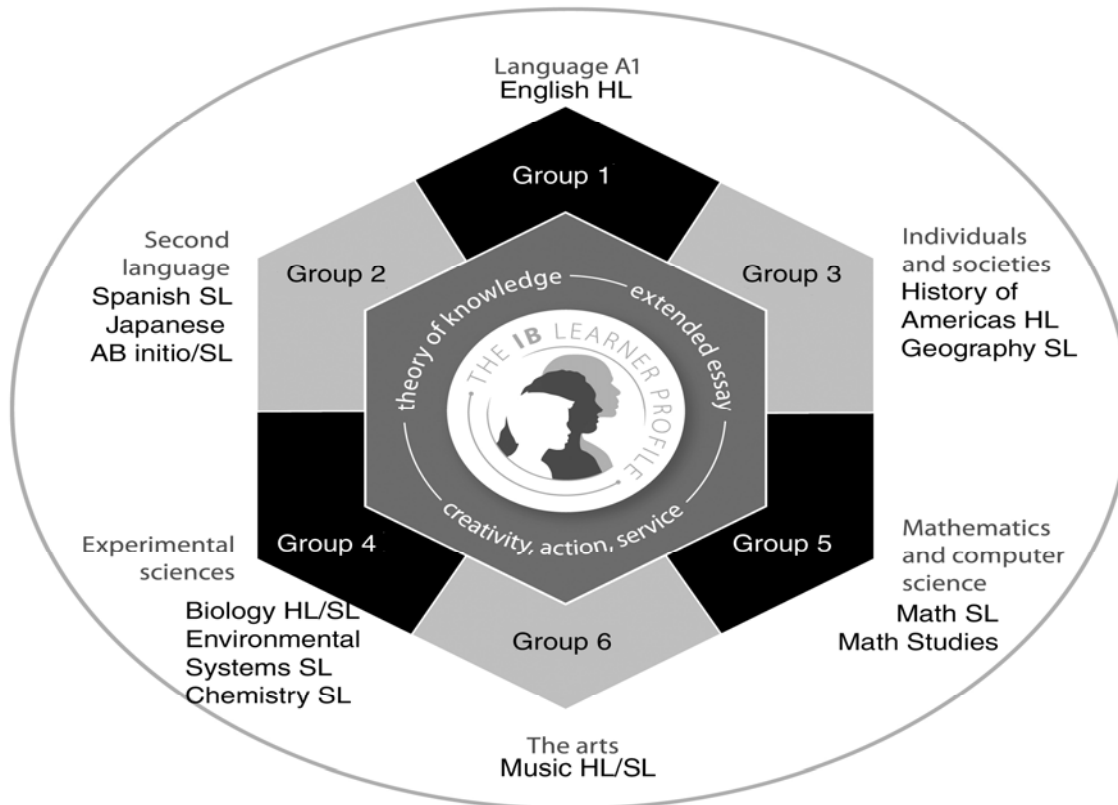 Language A1
English HL
Group 1
Second
language
Spanish SL
Japanese
AB initio/SL
Group 2
Group 3
Individuals
and societies
History of
Americas HL
Geography SL
theory of knowledge
extended essay
creativity, action, service
THE IB LEARNER PROFILE
Experimental
sciences
Biology HL/SL
Environmental
Systems SL
Chemistry SL
Group 4
Group 5
Mathematics
and computer
science
Math SL
Math Studies
Group 6
The arts
Music HL/SL